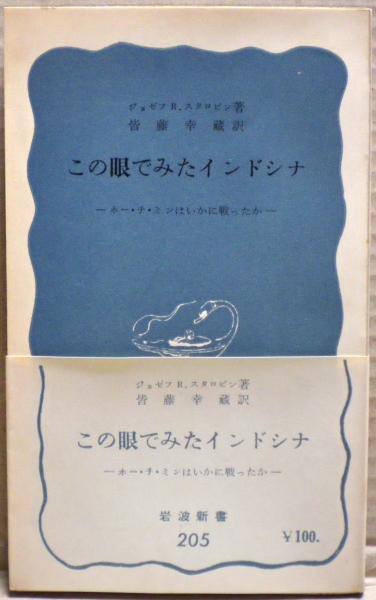 ジョゼフ R. スタロビン著
皆藤幸蔵訳
この眼でみたインドシナ
―ホー・チ・ミンはいかに戦ったか―
ジョゼフ R. スタロビン著
皆藤幸蔵訳
この眼でみたインドシナ
―ホー・チ・ミンはいかに戦ったか―
岩波新書
205
¥100.